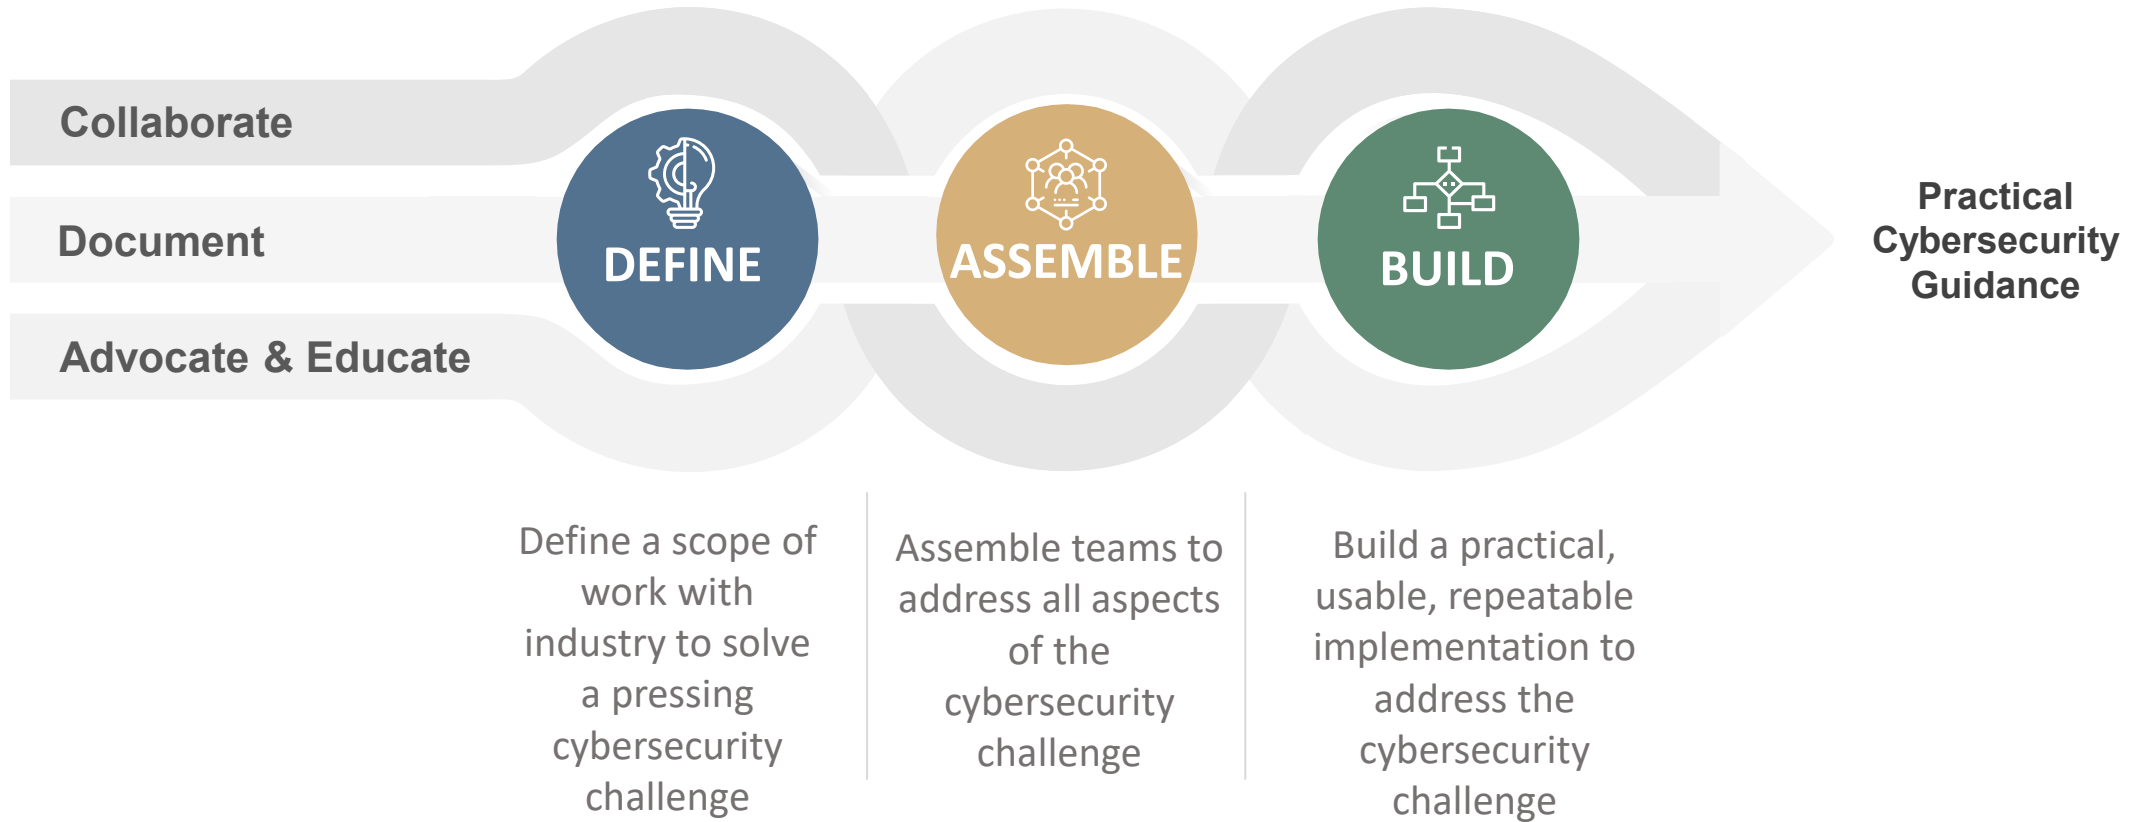 Collaborate
Document
Advocate & Educate
DEFINE
ASSEMBLE
BUILD
Practical
Cybersecurity
Guidance
Define a scope of
work with
industry to solve
a pressing
cybersecurity
challenge
Assemble teams to
address all aspects
of the
cybersecurity
challenge
Build a practical,
usable, repeatable
implementation to
address the
cybersecurity
challenge